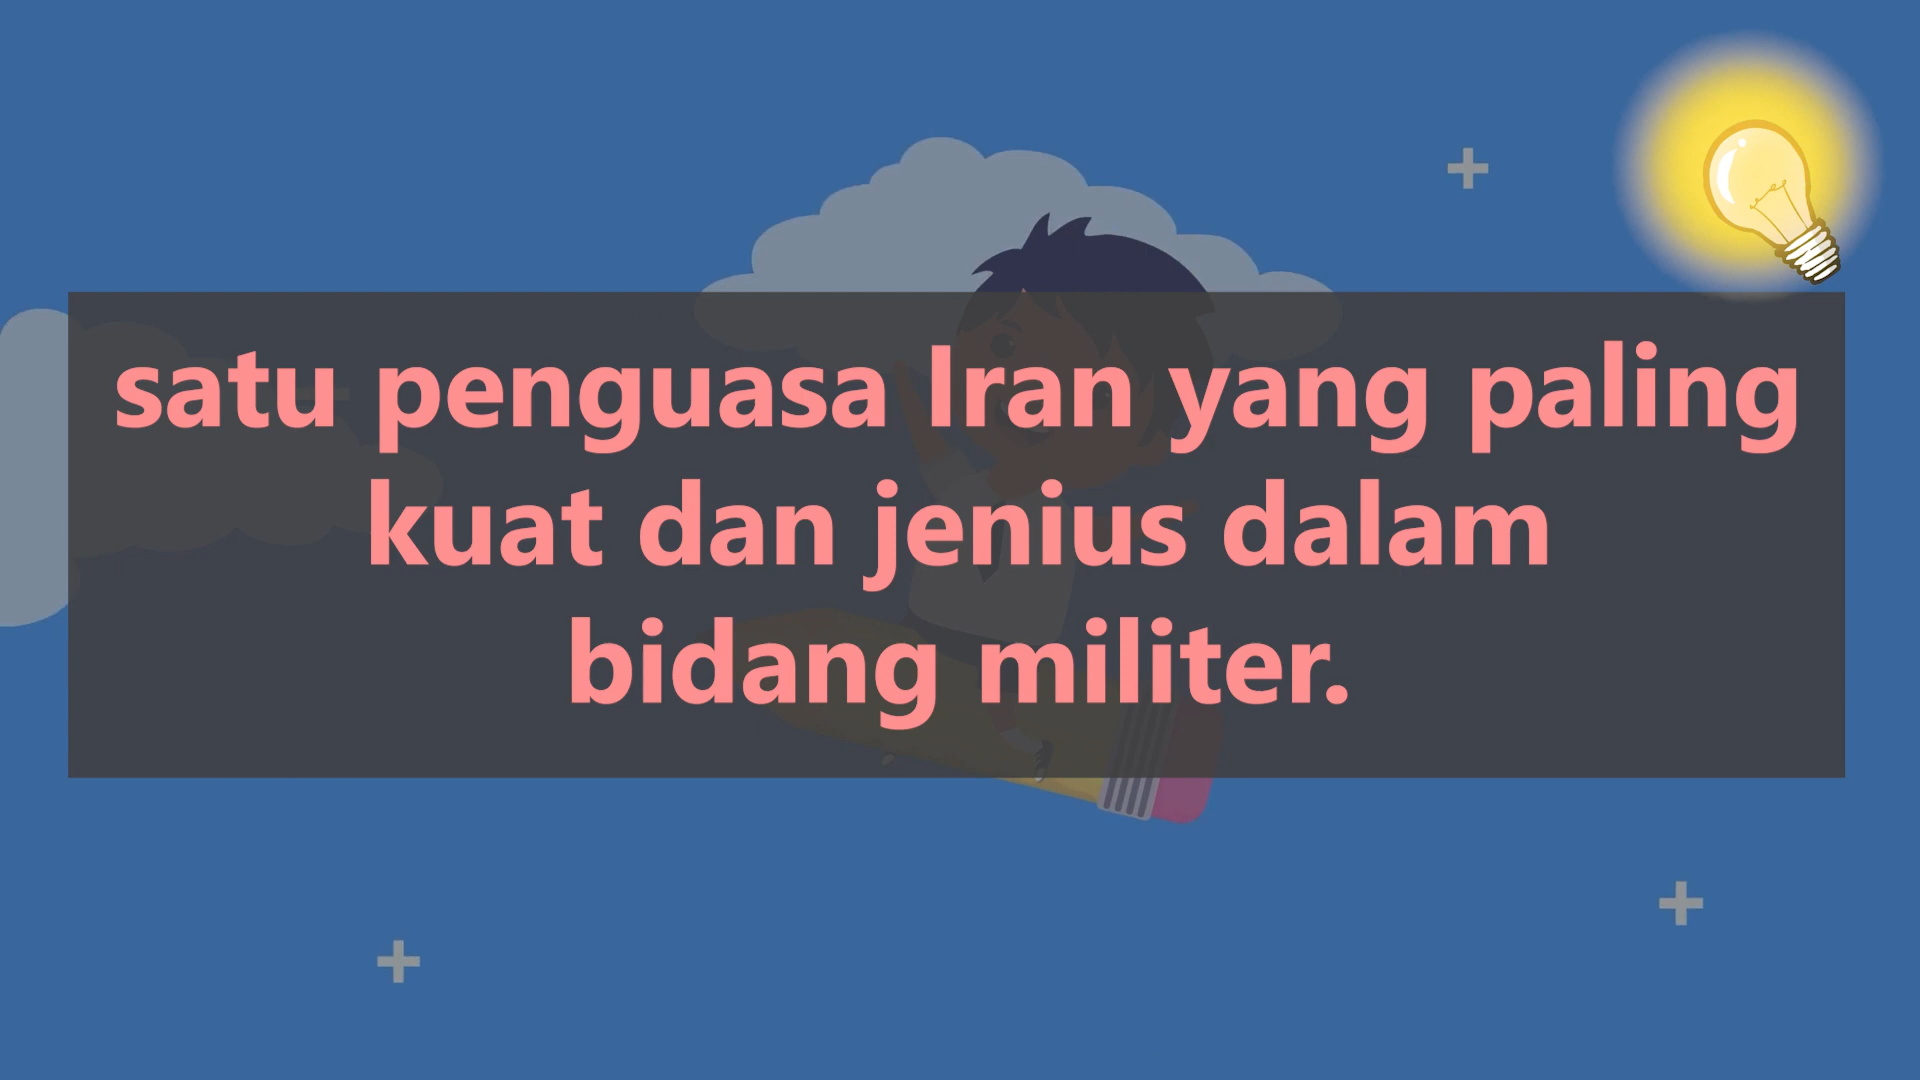 satu penguasa Iran yang paling
kuat dan jenius dalam
bidang militer.